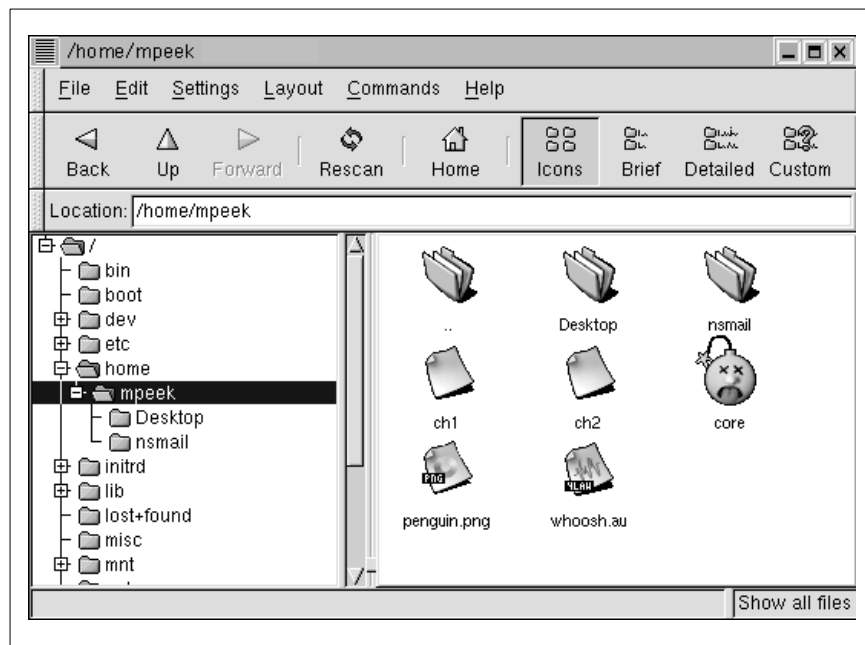 /home/mpeek
File Edit Settings Layout Commands Help
Back Up Forward Rescan Home Icons Brief Detailed Custom
Location: /home/mpeek
/
bin
boot
dev
etc
home
mpeek
Desktop
nsmail
initrd
lib
lost+found
misc
mnt
.. Desktop nsmail
ch1 ch2 core
PNG
penguin.png whoosh.au
Show all files